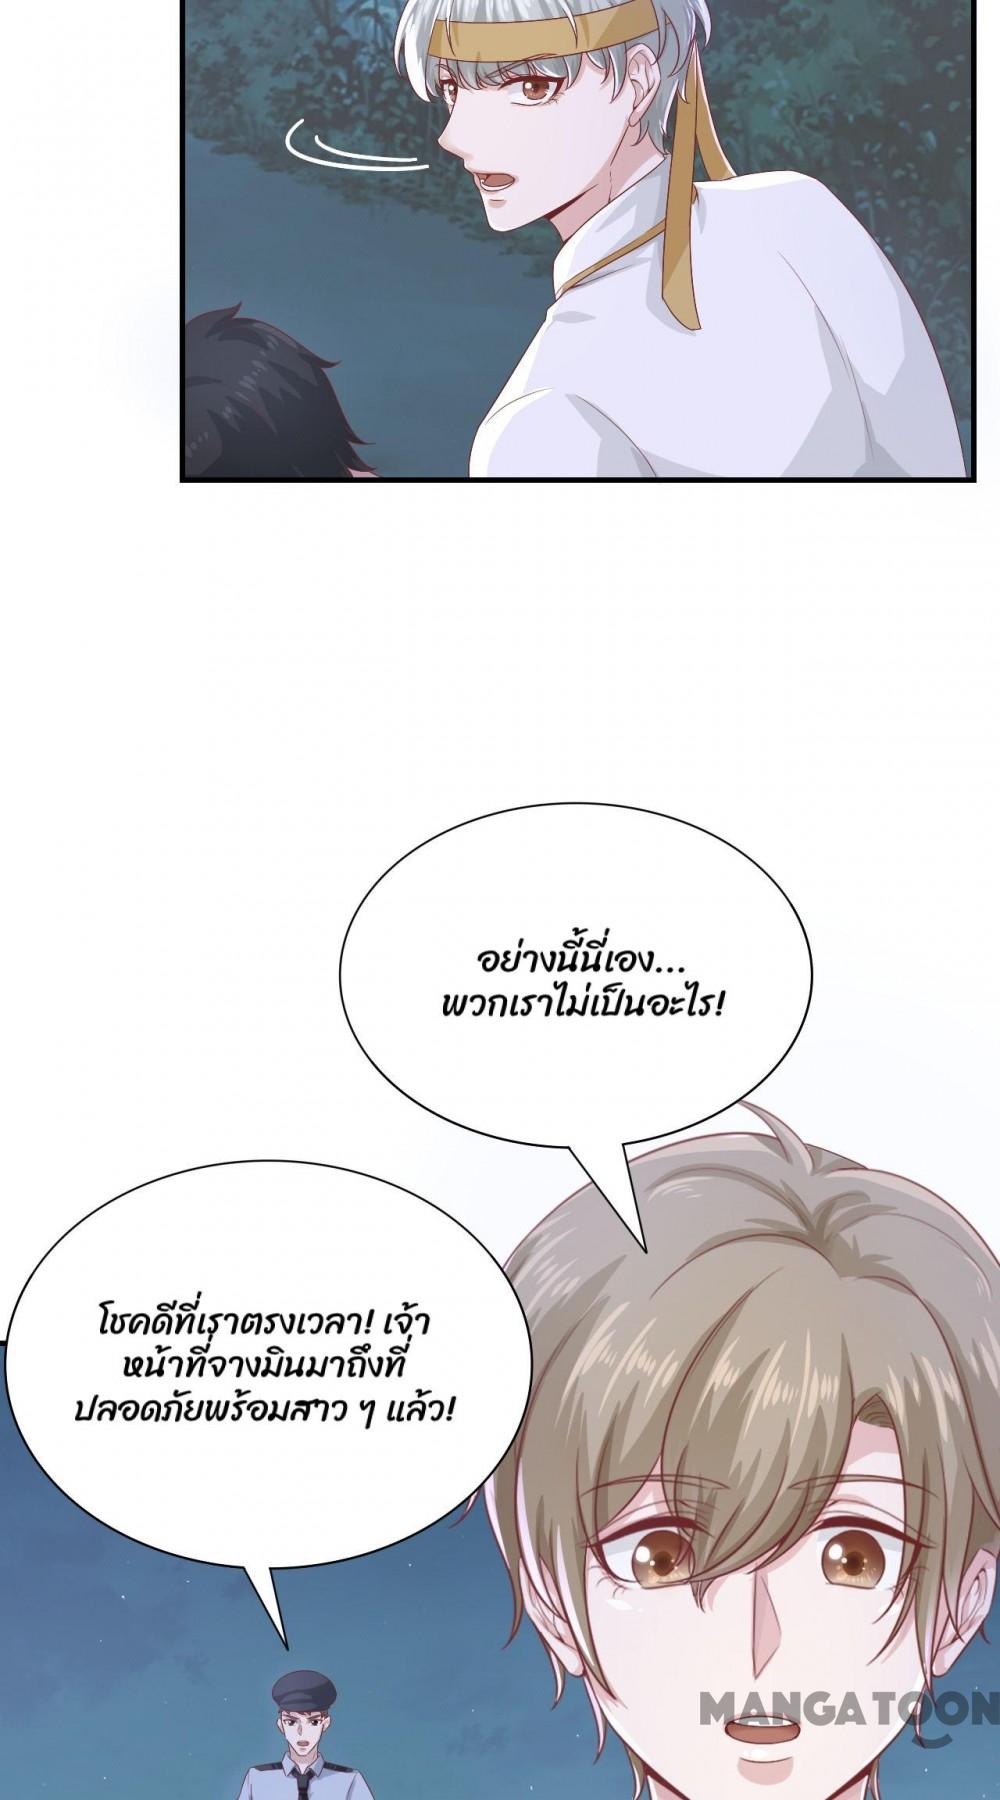 อย่างนี้นี่เอง...
พวกเราไม่เป็นอะไร!
โชคดีที่เราตรงเวลา! เจ้า
หน้าที่จางมินมาถึงที่
ปลอดภัยพร้อมสาว ๆ แล้ว!
MANGATOON